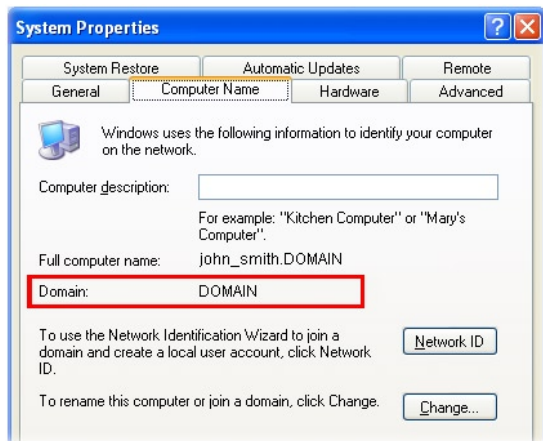 System Properties
System Restore Automatic Updates Remote
General Computer Name Hardware Advanced
Windows uses the following information to identify your computer
on the network.
Computer description:
For example: "Kitchen Computer" or "Mary's
Computer".
Full computer name: john_smith.DOMAIN
Domain: DOMAIN
To use the Network Identification Wizard to join a
domain and create a local user account, click Network
ID.
Network ID
To rename this computer or join a domain, click Change.
Change...